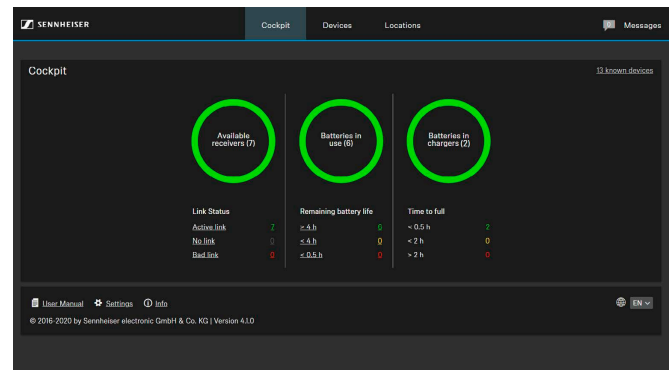 SENNHEISER
Cockpit Devices Locations
0 Messages
Cockpit
13 known devices
Available receivers (7)
Batteries in use (6)
Batteries in chargers (2)
Link Status
Active link 7
No link 0
Bad link 0
Remaining battery life
≥ 4 h 6
< 4 h 0
< 0.5 h 0
Time to full
< 0.5 h 2
< 2 h 0
> 2 h 0
User Manual Settings Info
EN
© 2016-2020 by Sennheiser electronic GmbH & Co. KG | Version 4.1.0